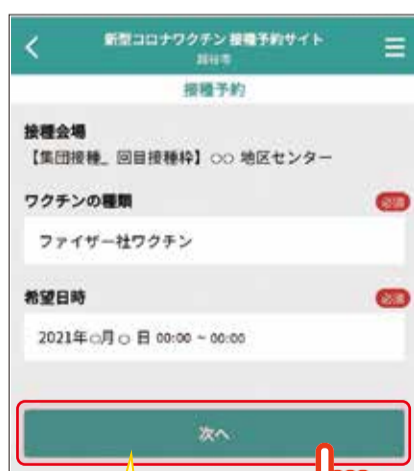 新型コロナワクチン 接種予約サイト
越谷市
接種予約
接種会場
【集団接種_ 回目接種枠】○○ 地区センター
ワクチンの種類 必須
ファイザー社ワクチン
希望日時 必須
2021年○月○ 日 00:00 ~ 00:00
次へ